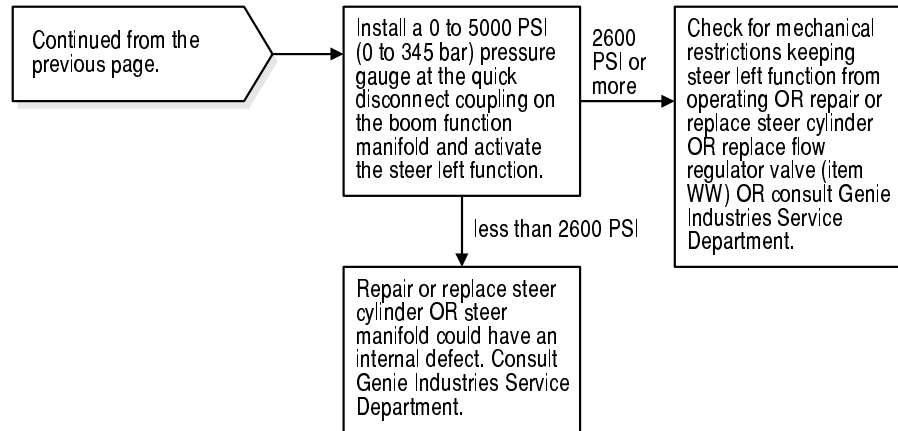 Continued from the
previous page.
Install a 0 to 5000 PSI
(0 to 345 bar) pressure
gauge at the quick
disconnect coupling on
the boom function
manifold and activate
the steer left function.
2600
PSI or
more
Check for mechanical
restrictions keeping
steer left function from
operating OR repair or
replace steer cylinder
OR replace flow
regulator valve (item
WW) OR consult Genie
Industries Service
Department.
less than 2600 PSI
Repair or replace steer
cylinder OR steer
manifold could have an
internal defect. Consult
Genie Industries Service
Department.